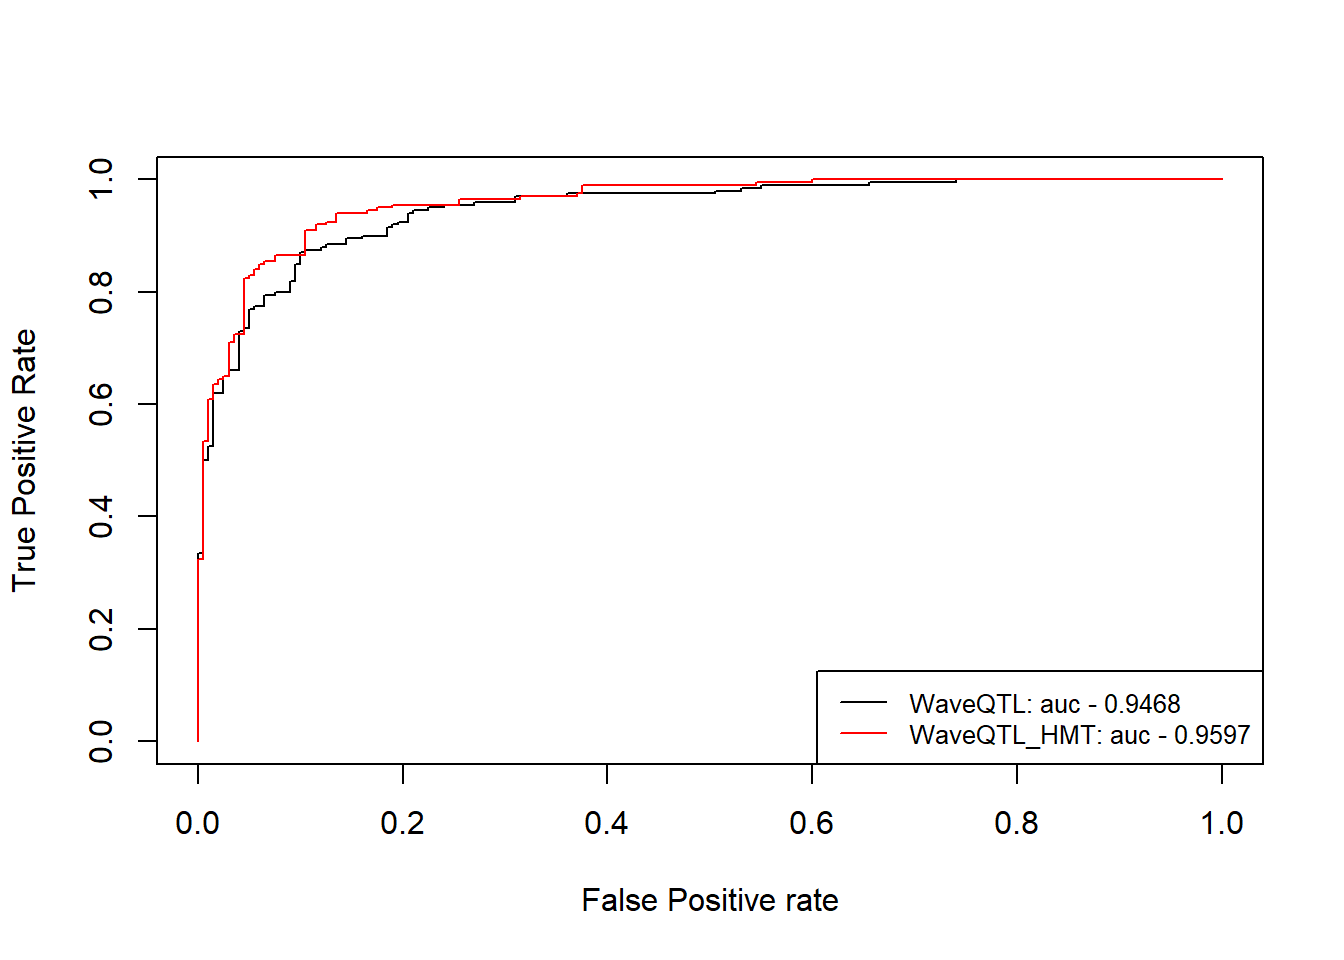 1.0
0.8
0.6
0.4
0.2
0.0
True Positive Rate
WaveQTL: auc - 0.9468
WaveQTL_HMT: auc - 0.9597
0.0 0.2 0.4 0.6 0.8 1.0
False Positive rate